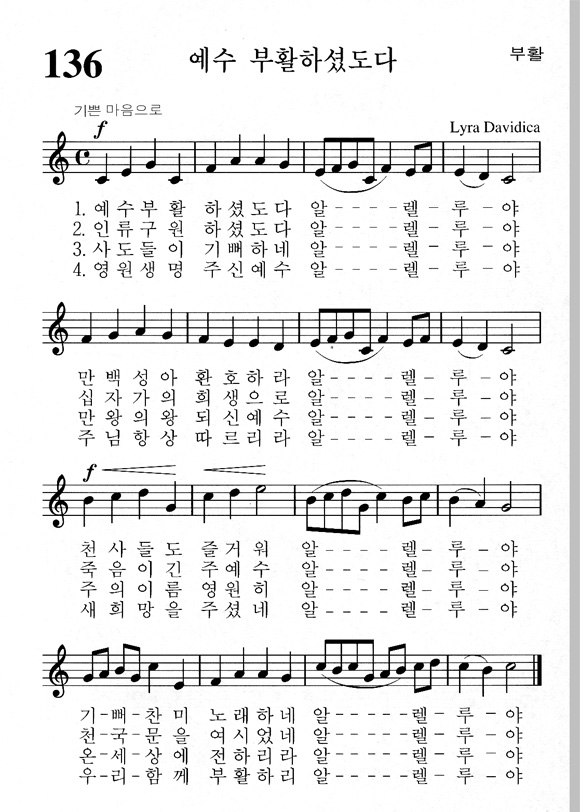 136 예수 부활하셨도다 부활
기쁜 마음으로
f
Lyra Davidica
1. 예수부활 하셨도다 알----렐-루-야
2. 인류구원 하셨도다 알----렐-루-야
3. 사도들이 기뻐하네 알----렐-루-야
4. 영원생명 주신예수 알----렐-루-야
만백성아 환호하라 알----렐-루-야
십자가의 희생으로 알----렐-루-야
만왕의왕 되신예수 알----렐-루-야
주님항상 따르리라 알----렐-루-야
f
천사들도 즐거워 알----렐-루-야
죽음이긴 주예수 알----렐-루-야
주의이름 영원히 알----렐-루-야
새희망을 주셨네 알----렐-루-야
기-뻐-찬미 노래하네 알-----렐-루-야
천-국-문을 여시었네 알-----렐-루-야
온-세-상에 전하리라 알-----렐-루-야
우-리-함께 부활하리 알-----렐-루-야